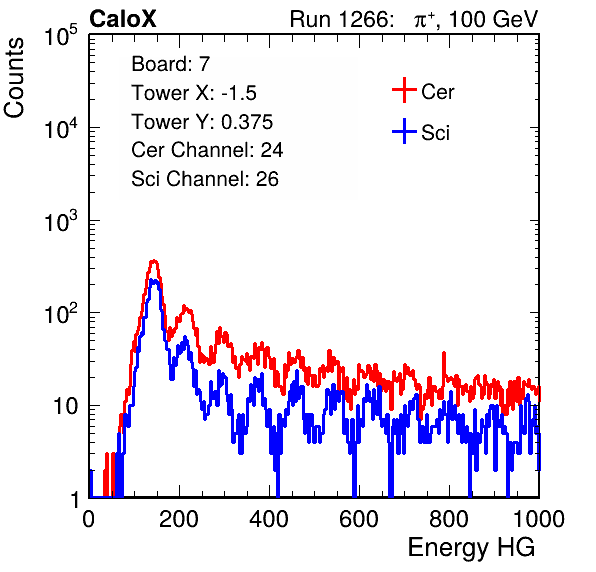 CaloX Run 1266: π⁺, 100 GeV
Counts
10⁵
10⁴
10³
10²
10
1
Board: 7
Tower X: -1.5
Tower Y: 0.375
Cer Channel: 24
Sci Channel: 26
Cer
Sci
0 200 400 600 800 1000
Energy HG